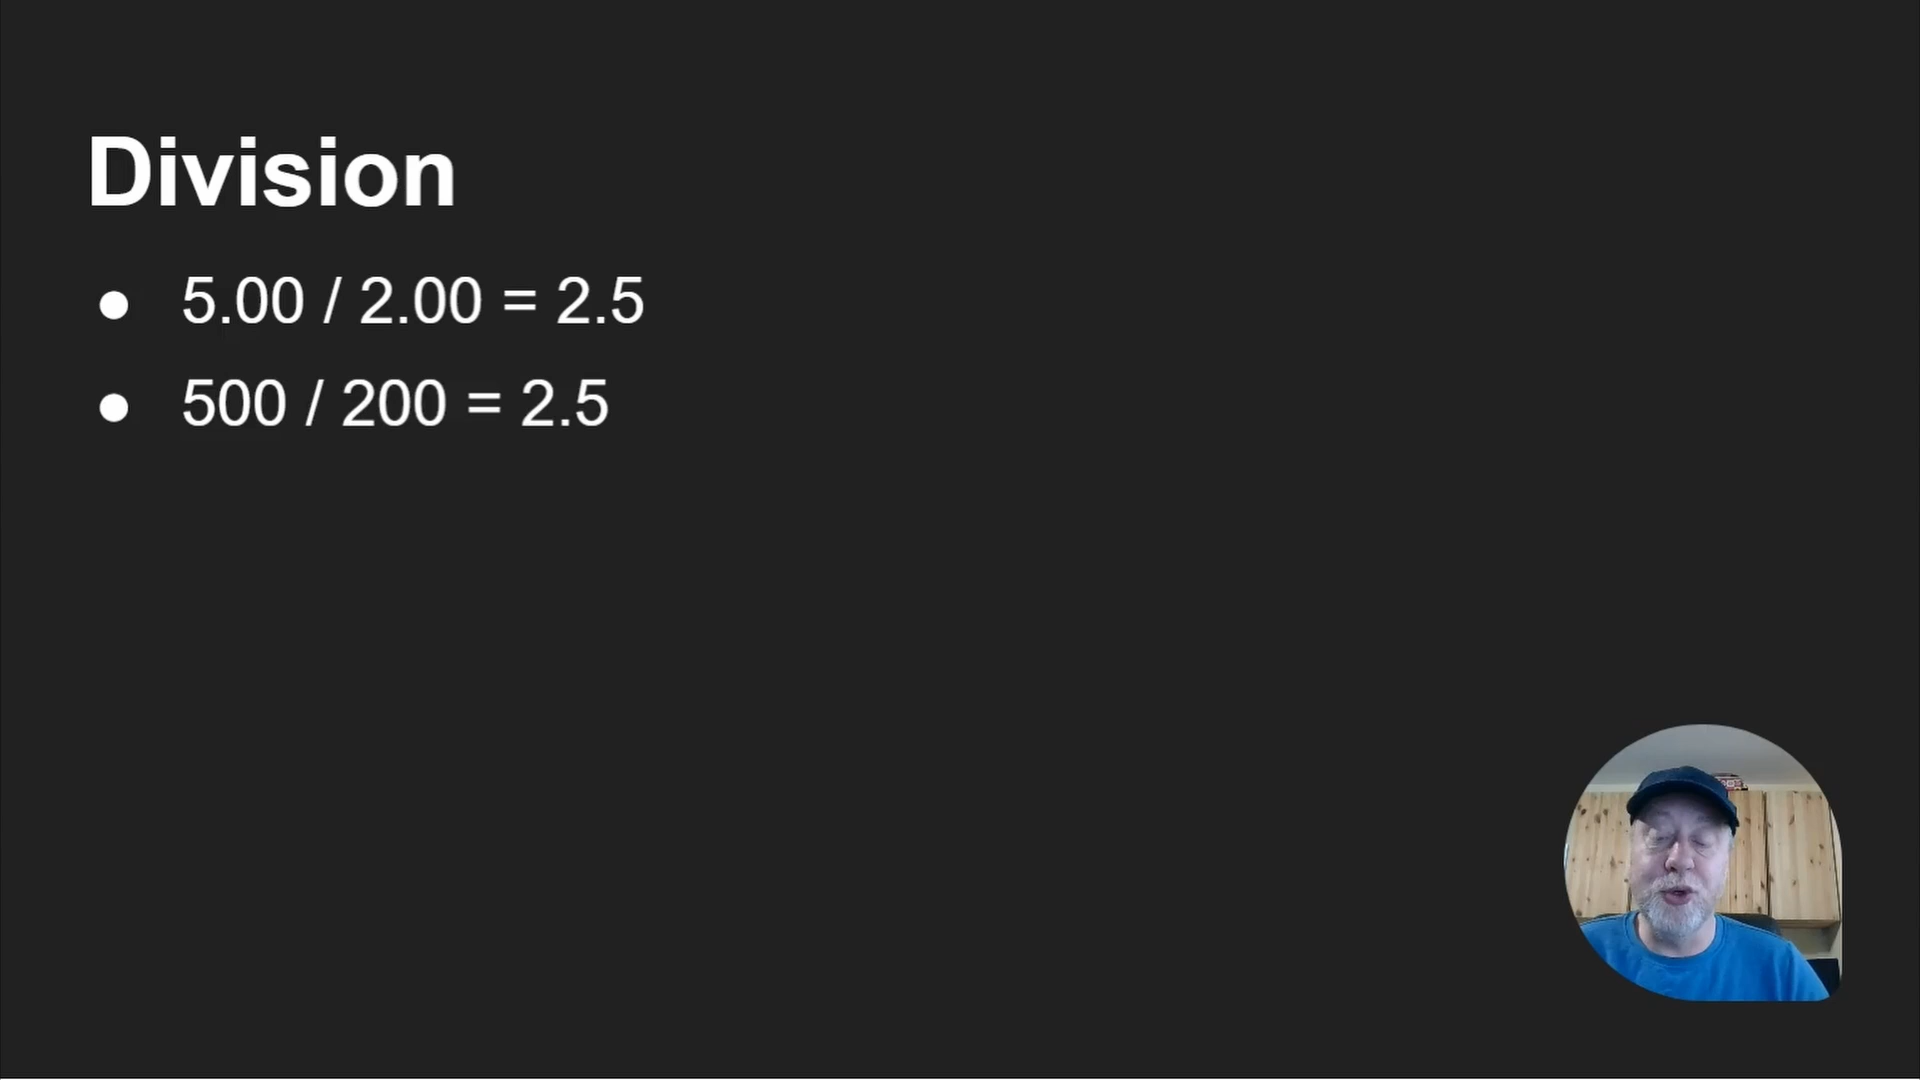 Division
● 5.00 / 2.00 = 2.5
● 500 / 200 = 2.5